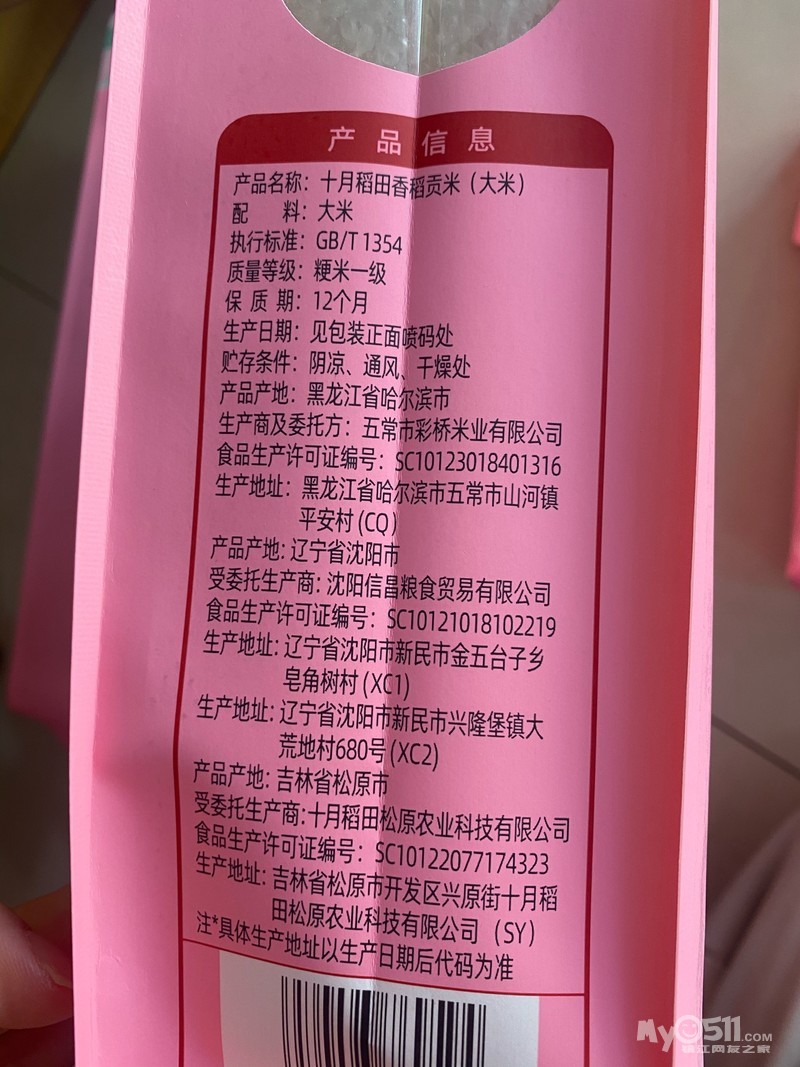 产品信息
产品名称：十月稻田香稻贡米（大米）
配 料：大米
执行标准：GB/T 1354
质量等级：粳米一级
保 质 期：12个月
生产日期：见包装正面喷码处
贮存条件：阴凉、通风、干燥处
产品产地：黑龙江省哈尔滨市
生产商及委托方：五常市彩桥米业有限公司
食品生产许可证编号：SC10123018401316
生产地址：黑龙江省哈尔滨市五常市山河镇
平安村(CQ)
产品产地：辽宁省沈阳市
受委托生产商：沈阳信昌粮食贸易有限公司
食品生产许可证编号：SC10121018102219
生产地址：辽宁省沈阳市新民市金五台子乡
皂角树村(XC1)
生产地址：辽宁省沈阳市新民市兴隆堡镇大
荒地村680号(XC2)
产品产地：吉林省松原市
受委托生产商：十月稻田松原农业科技有限公司
食品生产许可证编号：SC10122077174323
生产地址：吉林省松原市开发区兴原街十月稻
田松原农业科技有限公司（SY）
注*具体生产地址以生产日期后代码为准
My0511.COM
镇江网友之家